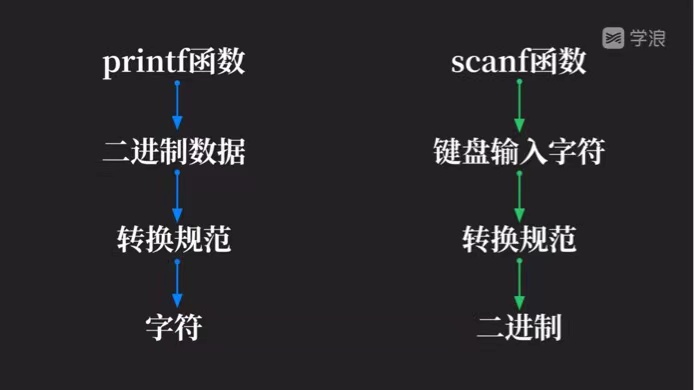 学浪
printf函数
scanf函数
二进制数据
键盘输入字符
转换规范
转换规范
字符
二进制